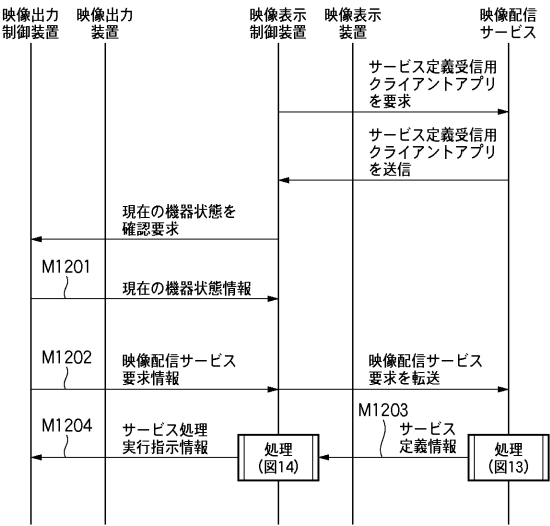 映像出力
制御装置
映像出力
装置
映像表示
制御装置
映像表示
装置
映像配信
サービス
サービス定義受信用
クライアントアプリ
を要求
サービス定義受信用
クライアントアプリ
を送信
現在の機器状態を
確認要求
M1201
現在の機器状態情報
M1202
映像配信サービス
要求情報
映像配信サービス
要求を転送
M1204
サービス処理
実行指示情報
処理
(図14)
M1203
サービス
定義情報
処理
(図13)